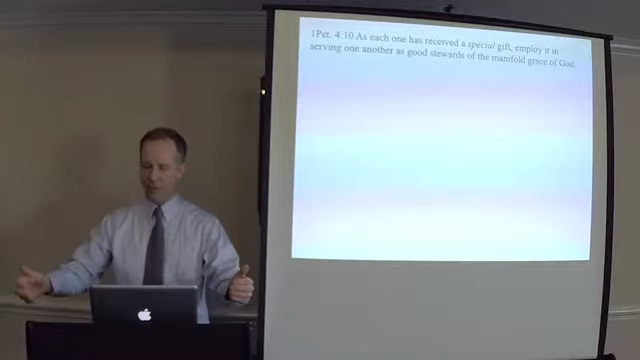 1Pet. 4:10 As each one has received a special gift, employ it in
serving one another as good stewards of the manifold grace of God.